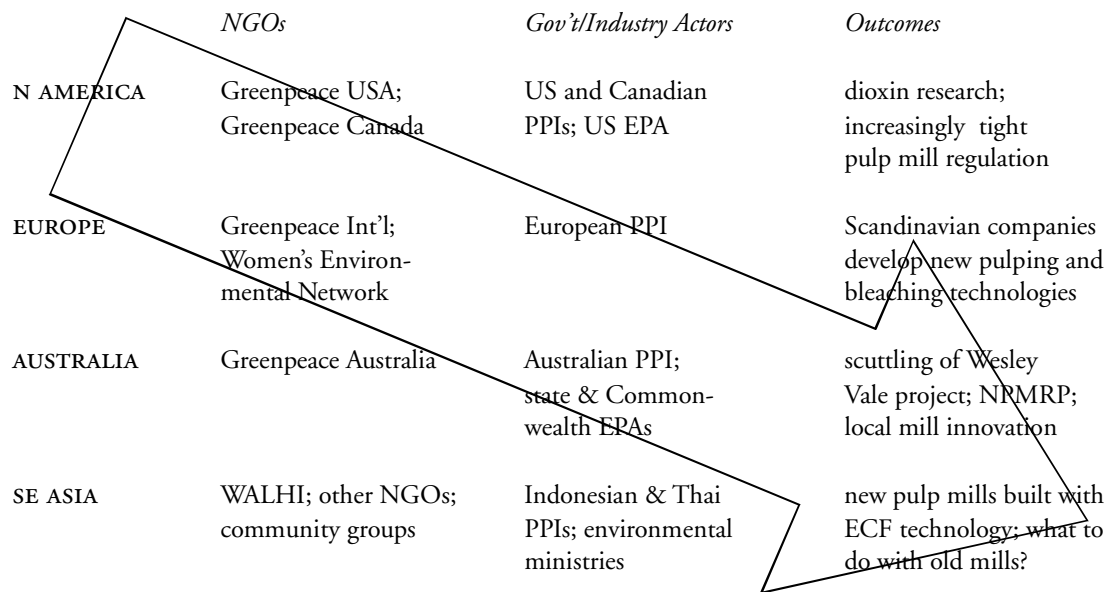 NGOs Gov't/Industry Actors Outcomes
N AMERICA Greenpeace USA; US and Canadian dioxin research;
Greenpeace Canada PPIs; US EPA increasingly tight
pulp mill regulation
EUROPE Greenpeace Int'l; European PPI Scandinavian companies
Women's Environ- develop new pulping and
mental Network bleaching technologies
AUSTRALIA Greenpeace Australia Australian PPI; scuttling of Wesley
state & Common- Vale project; NPMRP;
wealth EPAs local mill innovation
SE ASIA WALHI; other NGOs; Indonesian & Thai new pulp mills built with
community groups PPIs; environmental ECF technology; what to
ministries do with old mills?